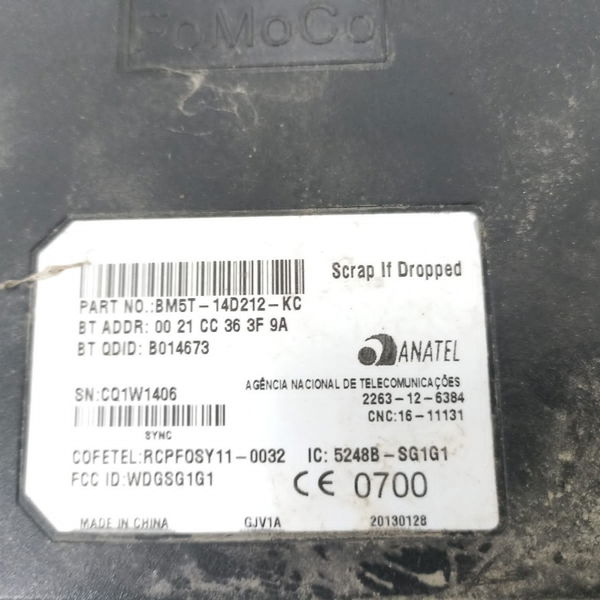 FoMoCo
Scrap If Dropped
PART NO.:BM5T-14D212-KC
BT ADDR: 00 21 CC 36 3F 9A
BT QDID: B014673
ANATEL
AGÊNCIA NACIONAL DE TELECOMUNICAÇÕES
SN:CQ1W1406
2263-12-6384
CNC:16-11131
SYNC
COFETEL:RCPFOSY11-0032 IC: 5248B-SG1G1
FCC ID:WDGSG1G1
CE 0700
MADE IN CHINA GJV1A 20130128